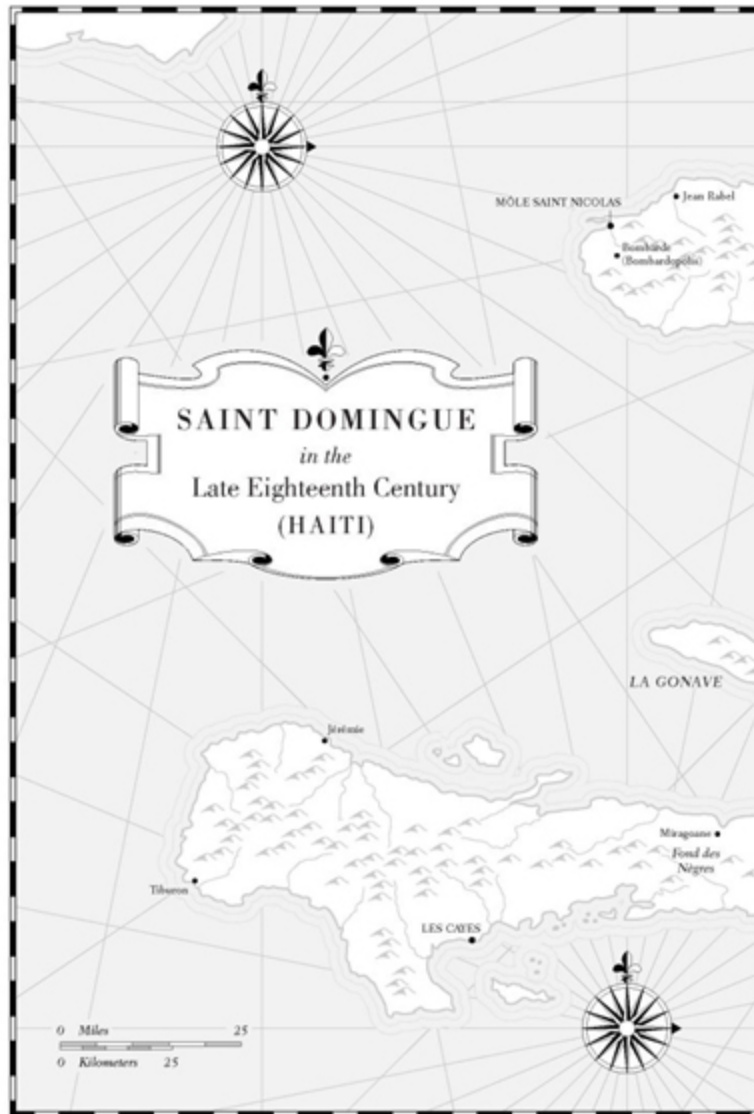 MÔLE SAINT NICOLAS
Jean Rabel
Bombarde
(Bombardopolis)
SAINT DOMINGUE
in the
Late Eighteenth Century
(HAITI)
LA GONAVE
Jérémie
Miragoane
Fond des
Nègres
Tiburon
LES CAYES
0 Miles 25
0 Kilometers 25